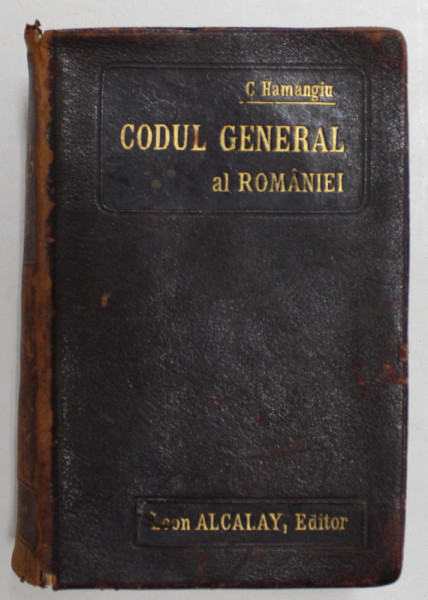 C Hamangiu
CODUL GENERAL
al ROMÂNIEI
Leon ALCALAY, Editor